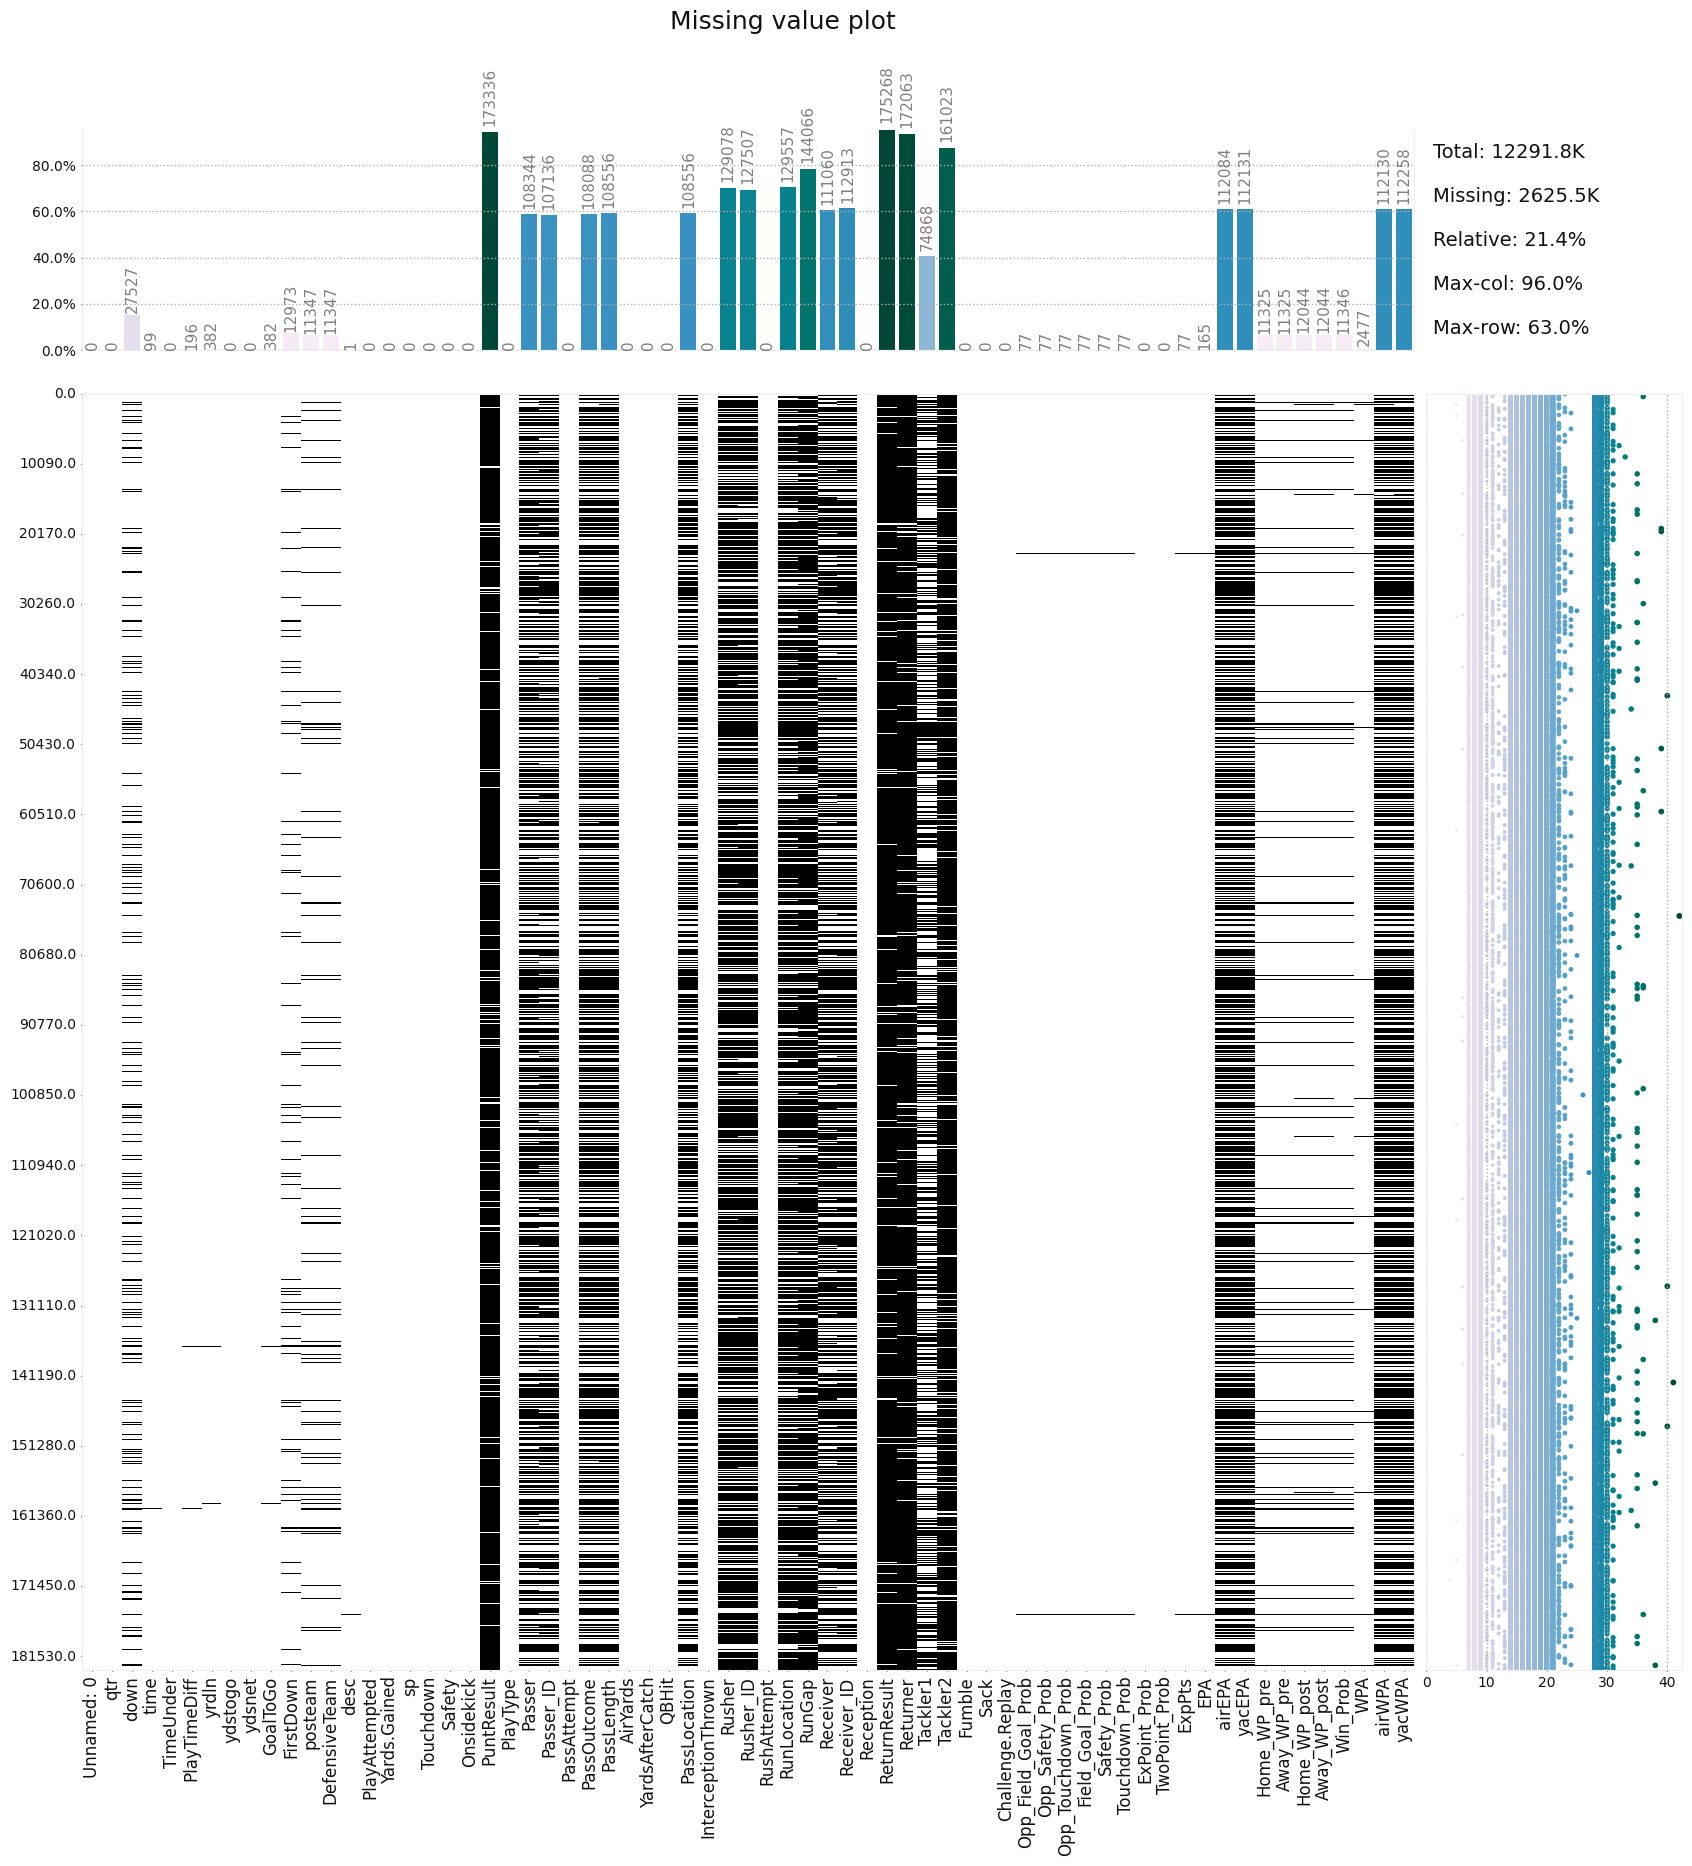 Missing value plot
0
0
27527
99
0
196
382
0
0
382
12973
11347
11347
1
0
0
0
0
0
0
173336
0
108344
107136
0
108088
108556
0
0
0
108556
0
129078
127507
0
129557
144066
111060
112913
0
175268
172063
74868
161023
0
0
0
77
77
77
77
77
77
0
0
77
165
112084
112131
11325
11325
12044
12044
11346
2477
112130
112258
80.0%
60.0%
40.0%
20.0%
0.0%
Total: 12291.8K
Missing: 2625.5K
Relative: 21.4%
Max-col: 96.0%
Max-row: 63.0%
0.0
10090.0
20170.0
30260.0
40340.0
50430.0
60510.0
70600.0
80680.0
90770.0
100850.0
110940.0
121020.0
131110.0
141190.0
151280.0
161360.0
171450.0
181530.0
0 10 20 30 40
Unnamed: 0
qtr
down
time
TimeUnder
PlayTimeDiff
yrdln
ydstogo
ydsnet
GoalToGo
FirstDown
posteam
DefensiveTeam
desc
PlayAttempted
Yards.Gained
sp
Touchdown
Safety
Onsidekick
PuntResult
PlayType
Passer
Passer_ID
PassAttempt
PassOutcome
PassLength
AirYards
YardsAfterCatch
QBHit
PassLocation
InterceptionThrown
Rusher
Rusher_ID
RushAttempt
RunLocation
RunGap
Receiver
Receiver_ID
Reception
ReturnResult
Returner
Tackler1
Tackler2
Fumble
Sack
Challenge.Replay
Opp_Field_Goal_Prob
Opp_Safety_Prob
Opp_Touchdown_Prob
Field_Goal_Prob
Safety_Prob
Touchdown_Prob
ExPoint_Prob
TwoPoint_Prob
ExpPts
EPA
airEPA
yacEPA
Home_WP_pre
Away_WP_pre
Home_WP_post
Away_WP_post
Win_Prob
WPA
airWPA
yacWPA